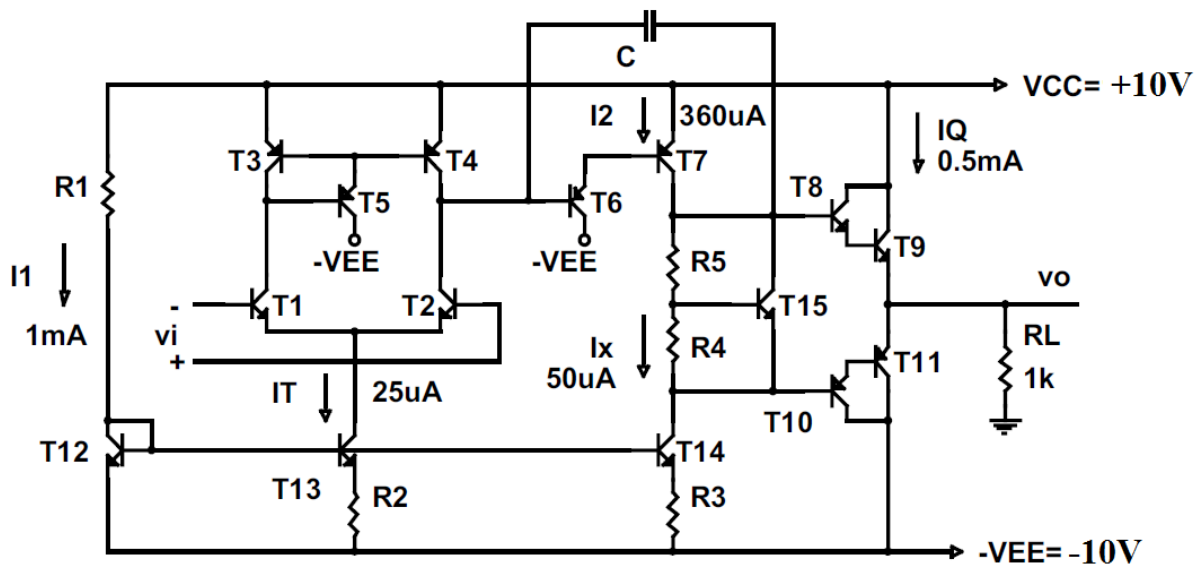 C
VCC= +10V
I2
360uA
IQ
0.5mA
T3
T4
T7
R1
T5
T6
T8
-VEE
-VEE
R5
T9
I1
1mA
-
vi
+
T1
T2
T15
vo
Ix
50uA
R4
T11
RL
1k
IT
25uA
T10
T12
T14
T13
R2
R3
-VEE= -10V